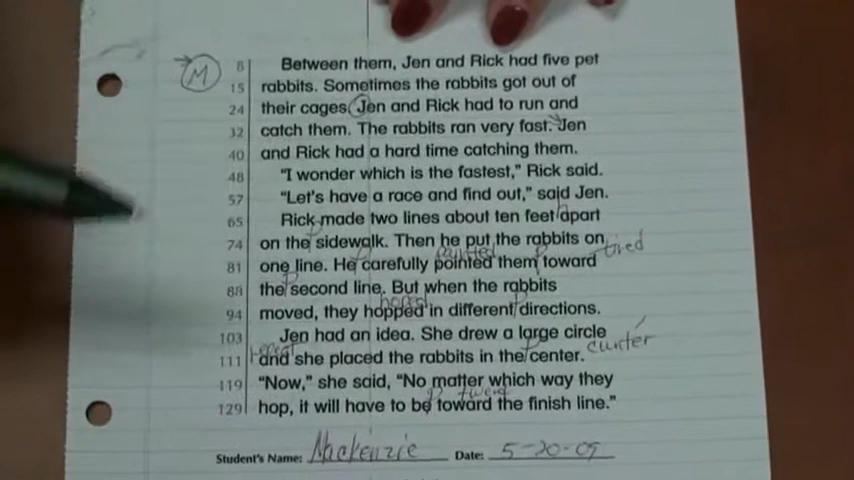 M
8 Between them, Jen and Rick had five pet
15 rabbits. Sometimes the rabbits got out of
24 their cages. Jen and Rick had to run and
32 catch them. The rabbits ran very fast. Jen
40 and Rick had a hard time catching them.
48 “I wonder which is the fastest,” Rick said.
57 “Let's have a race and find out,” said Jen.
65 Rick made two lines about ten feet apart
74 on the sidewalk. Then he put the rabbits on
tired
81 one line. He carefully pointed them toward
88 the second line. But when the rabbits
hoped
94 moved, they hopped in different directions.
103 Jen had an idea. She drew a large circle
repeat cunter
111 and she placed the rabbits in the center.
119 “Now,” she said, “No matter which way they
129 hop, it will have to be toward the finish line.”
Student's Name: Mackenzie Date: 5-20-09